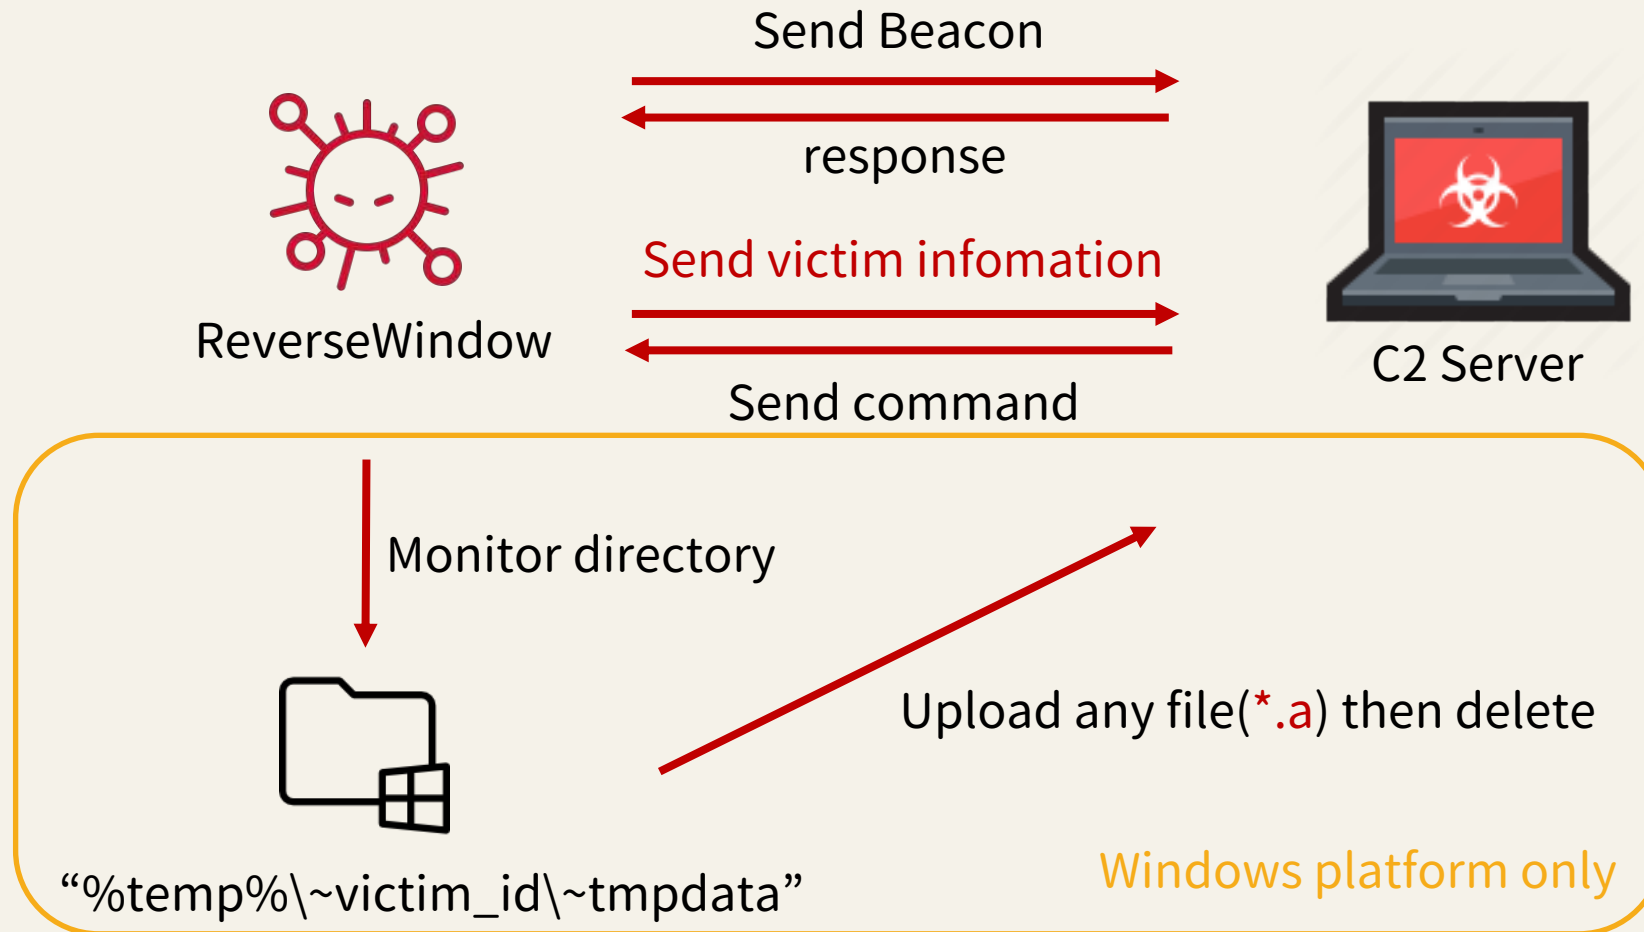 Send Beacon
response
Send victim infomation
ReverseWindow
C2 Server
Send command
Monitor directory
Upload any file(*.a) then delete
Windows platform only
“%temp%\~victim_id\~tmpdata”